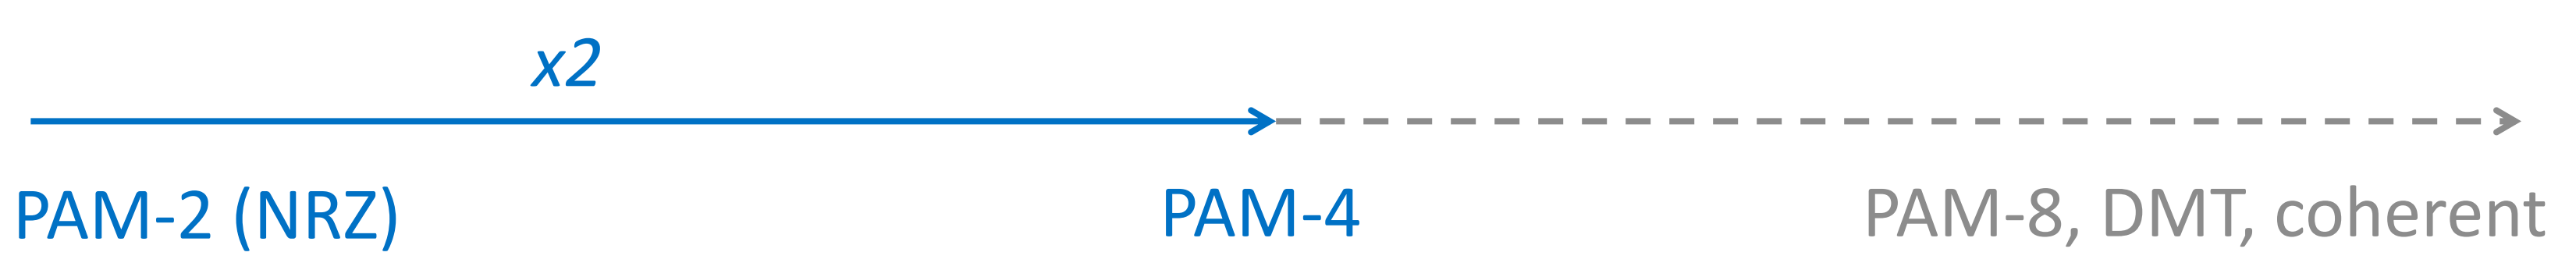 x2
PAM-2 (NRZ)
PAM-4
PAM-8, DMT, coherent